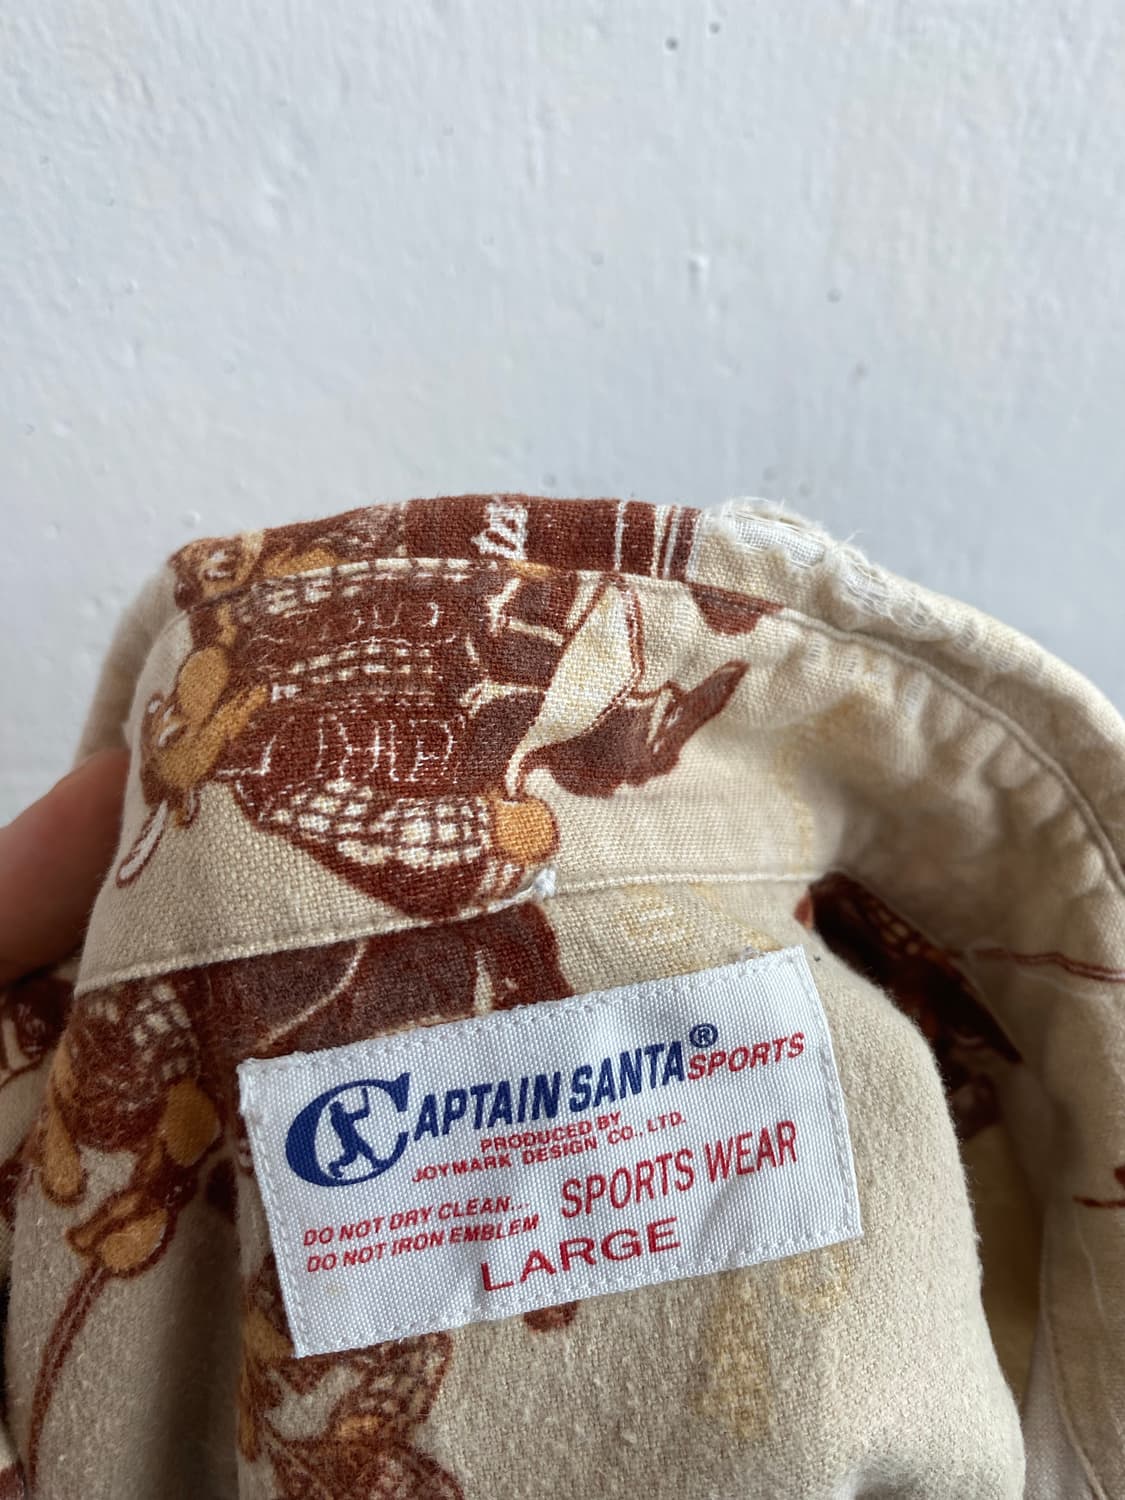 CAPTAIN SANTA® SPORTS
PRODUCED BY
JOYMARK DESIGN CO., LTD.
SPORTS WEAR
DO NOT DRY CLEAN...
DO NOT IRON EMBLEM
LARGE